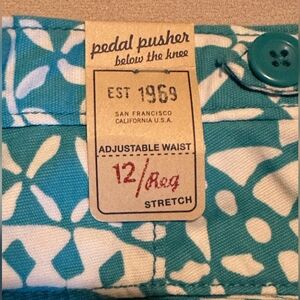 pedal pusher
below the knee
EST 1969
SAN FRANCISCO
CALIFORNIA U.S.A.
ADJUSTABLE WAIST
12/Reg
STRETCH